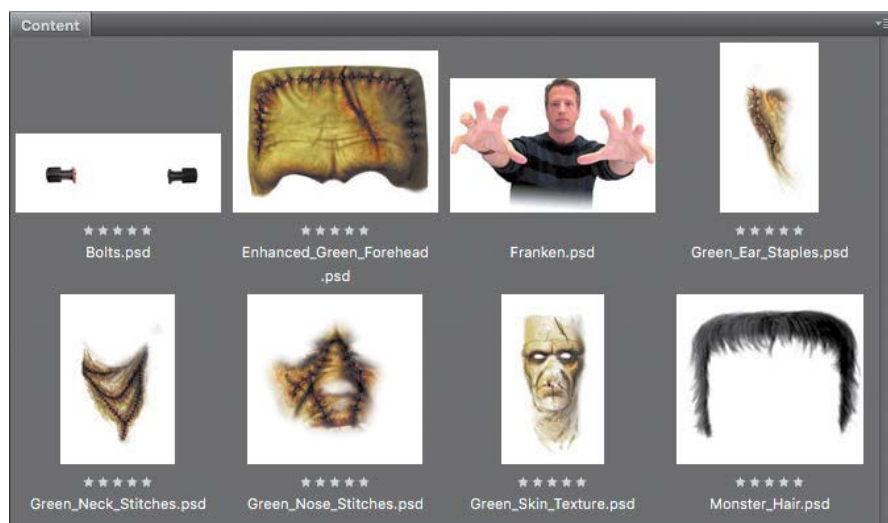 Content
Bolts.psd
Enhanced_Green_Forehead
.psd
Franken.psd
Green_Ear_Staples.psd
Green_Neck_Stitches.psd
Green_Nose_Stitches.psd
Green_Skin_Texture.psd
Monster_Hair.psd